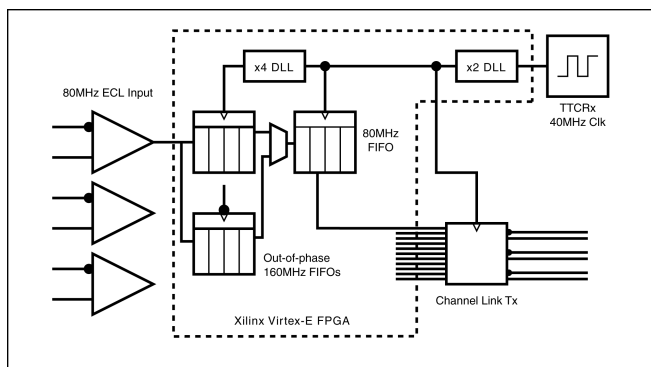 x4 DLL
x2 DLL
80MHz ECL Input
TTCRx
40MHz Clk
80MHz
FIFO
Out-of-phase
160MHz FIFOs
Channel Link Tx
Xilinx Virtex-E FPGA